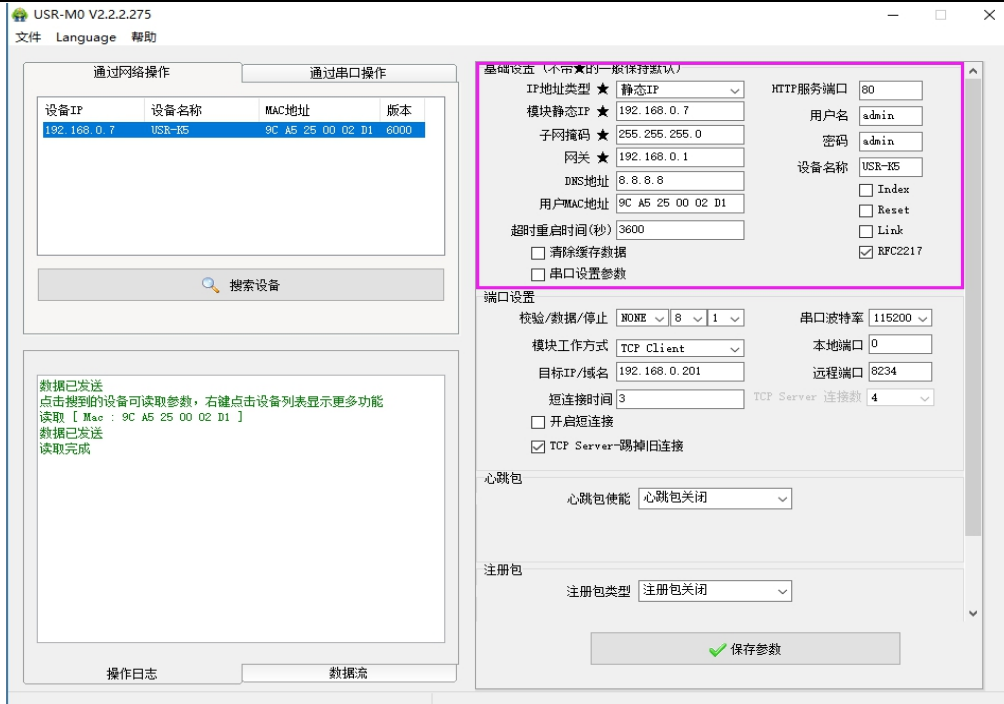 USR-M0 V2.2.2.275
文件 Language 帮助
通过网络操作 通过串口操作
设备IP 设备名称 MAC地址 版本
192.168.0.7 USR-K5 9C A5 25 00 02 D1 6000
搜索设备
数据已发送
点击搜到的设备可读取参数，右键点击设备列表显示更多功能
读取 [ Mac : 9C A5 25 00 02 D1 ]
数据已发送
读取完成
操作日志 数据流
基础设置 (不带★的一般保持默认)
IP地址类型 ★ 静态IP
模块静态IP ★ 192.168.0.7
子网掩码 ★ 255.255.255.0
网关 ★ 192.168.0.1
DNS地址 8.8.8.8
用户MAC地址 9C A5 25 00 02 D1
超时重启时间(秒) 3600
清除缓存数据
串口设置参数
HTTP服务端口 80
用户名 admin
密码 admin
设备名称 USR-K5
Index
Reset
Link
RFC2217
端口设置
校验/数据/停止 NONE 8 1
模块工作方式 TCP Client
目标IP/域名 192.168.0.201
短连接时间 3
开启短连接
TCP Server-踢掉旧连接
串口波特率 115200
本地端口 0
远程端口 8234
TCP Server 连接数 4
心跳包
心跳包使能 心跳包关闭
注册包
注册包类型 注册包关闭
保存参数